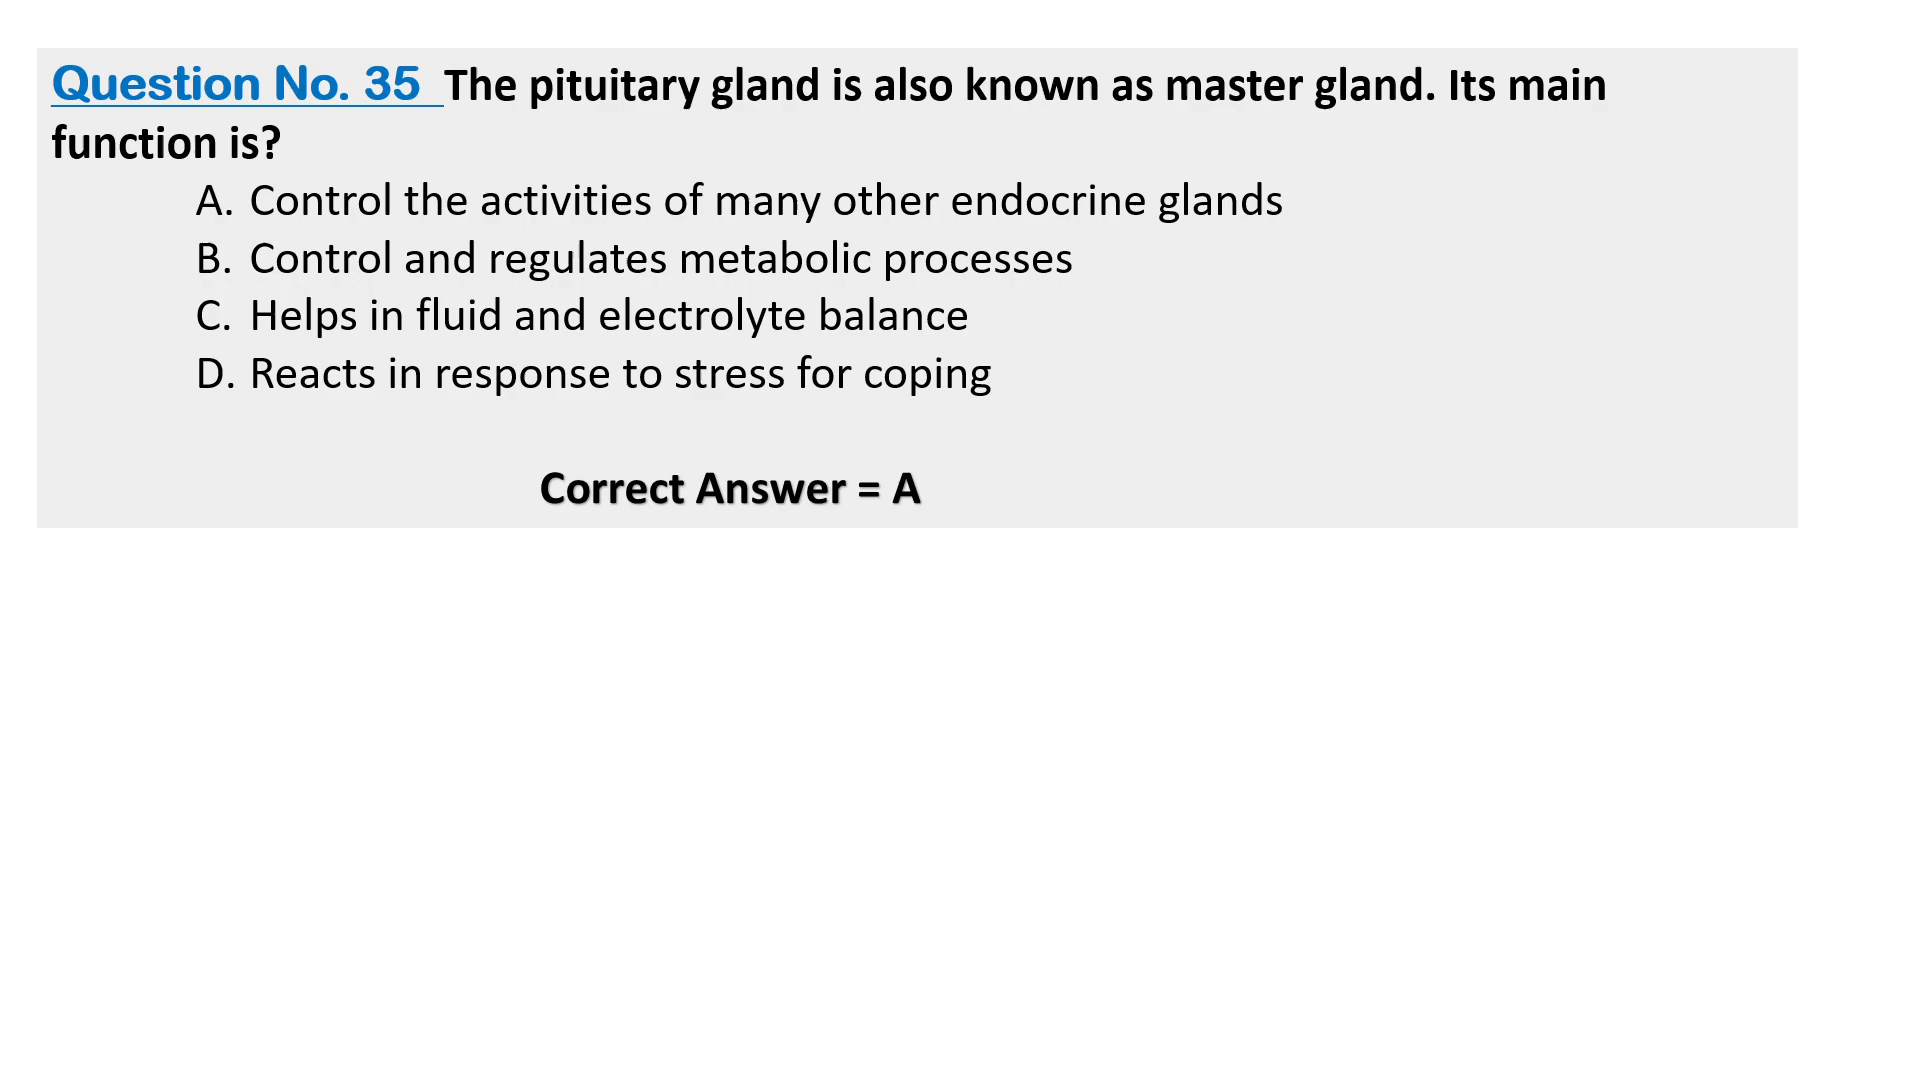 Question No. 35 The pituitary gland is also known as master gland. Its main
function is?
A. Control the activities of many other endocrine glands
B. Control and regulates metabolic processes
C. Helps in fluid and electrolyte balance
D. Reacts in response to stress for coping
Correct Answer = A